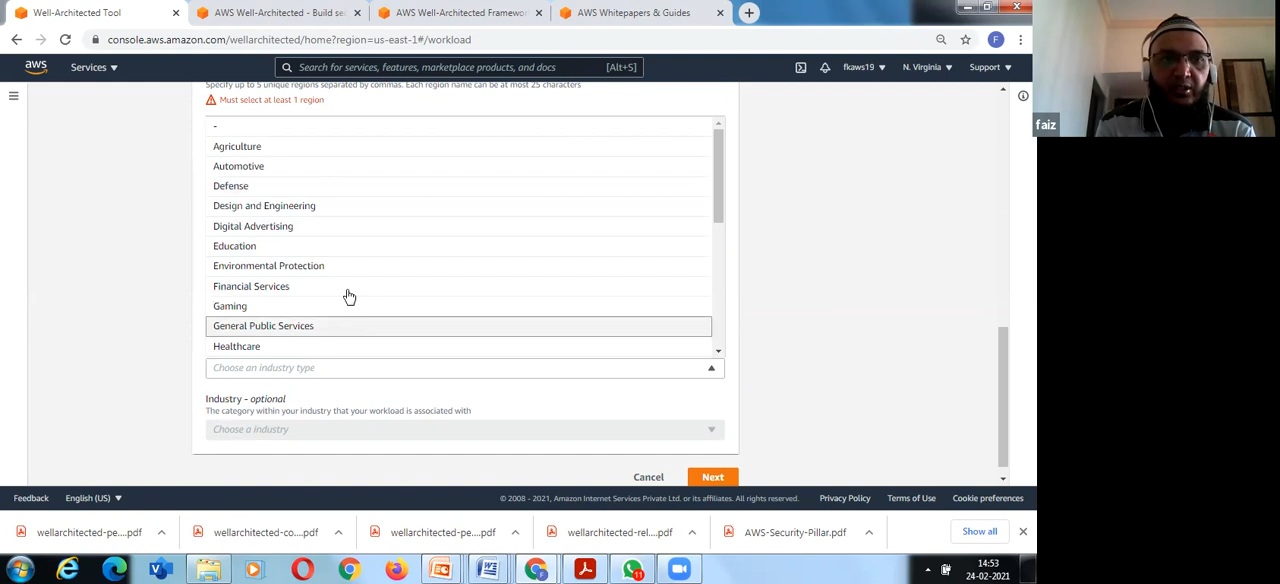 Well-Architected Tool
AWS Well-Architected - Build se
AWS Well-Architected Framewor
AWS Whitepapers & Guides
console.aws.amazon.com/wellarchitected/home?region=us-east-1#/workload
F
aws
Services
Search for services, features, marketplace products, and docs
[Alt+S]
fkaws19
N. Virginia
Support
faiz
Specify up to 5 unique regions separated by commas. Each region name can be at most 25 characters
Must select at least 1 region
-
Agriculture
Automotive
Defense
Design and Engineering
Digital Advertising
Education
Environmental Protection
Financial Services
Gaming
General Public Services
Healthcare
Choose an industry type
Industry - optional
The category within your industry that your workload is associated with
Choose a industry
Cancel
Next
Feedback
English (US)
© 2008 - 2021, Amazon Internet Services Private Ltd. or its affiliates. All rights reserved.
Privacy Policy
Terms of Use
Cookie preferences
wellarchitected-pe....pdf
wellarchitected-co....pdf
wellarchitected-pe....pdf
wellarchitected-rel....pdf
AWS-Security-Pillar.pdf
Show all
11
14:53
24-02-2021